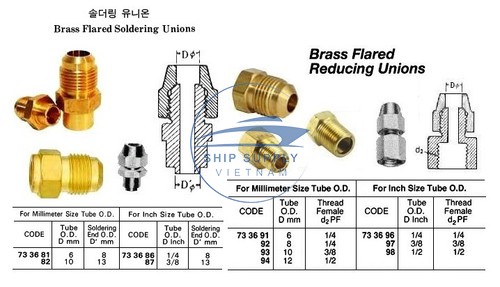 솔더링 유니온
Brass Flared Soldering Unions
Dφ
D'φ
For Millimeter Size Tube O.D. For Inch Size Tube O.D.
CODE Tube O.D. D mm Soldering End O.D. D' mm CODE Tube O.D. D Inch Soldering End O.D. D' mm
73 36 81 6 8 73 36 86 1/4 8
82 10 13 87 3/8 13
Brass Flared
Reducing Unions
Dφ
d₂
SHIP SUPPLY
VIETNAM
For Millimeter Size Tube O.D. For Inch Size Tube O.D.
CODE Tube O.D. D mm Thread Female d₂PF CODE Tube O.D. D Inch Thread Female d₂PF
73 36 91 6 1/4 73 36 96 1/4 1/4
92 8 1/4 97 3/8 3/8
93 10 3/8 98 1/2 1/2
94 12 1/2